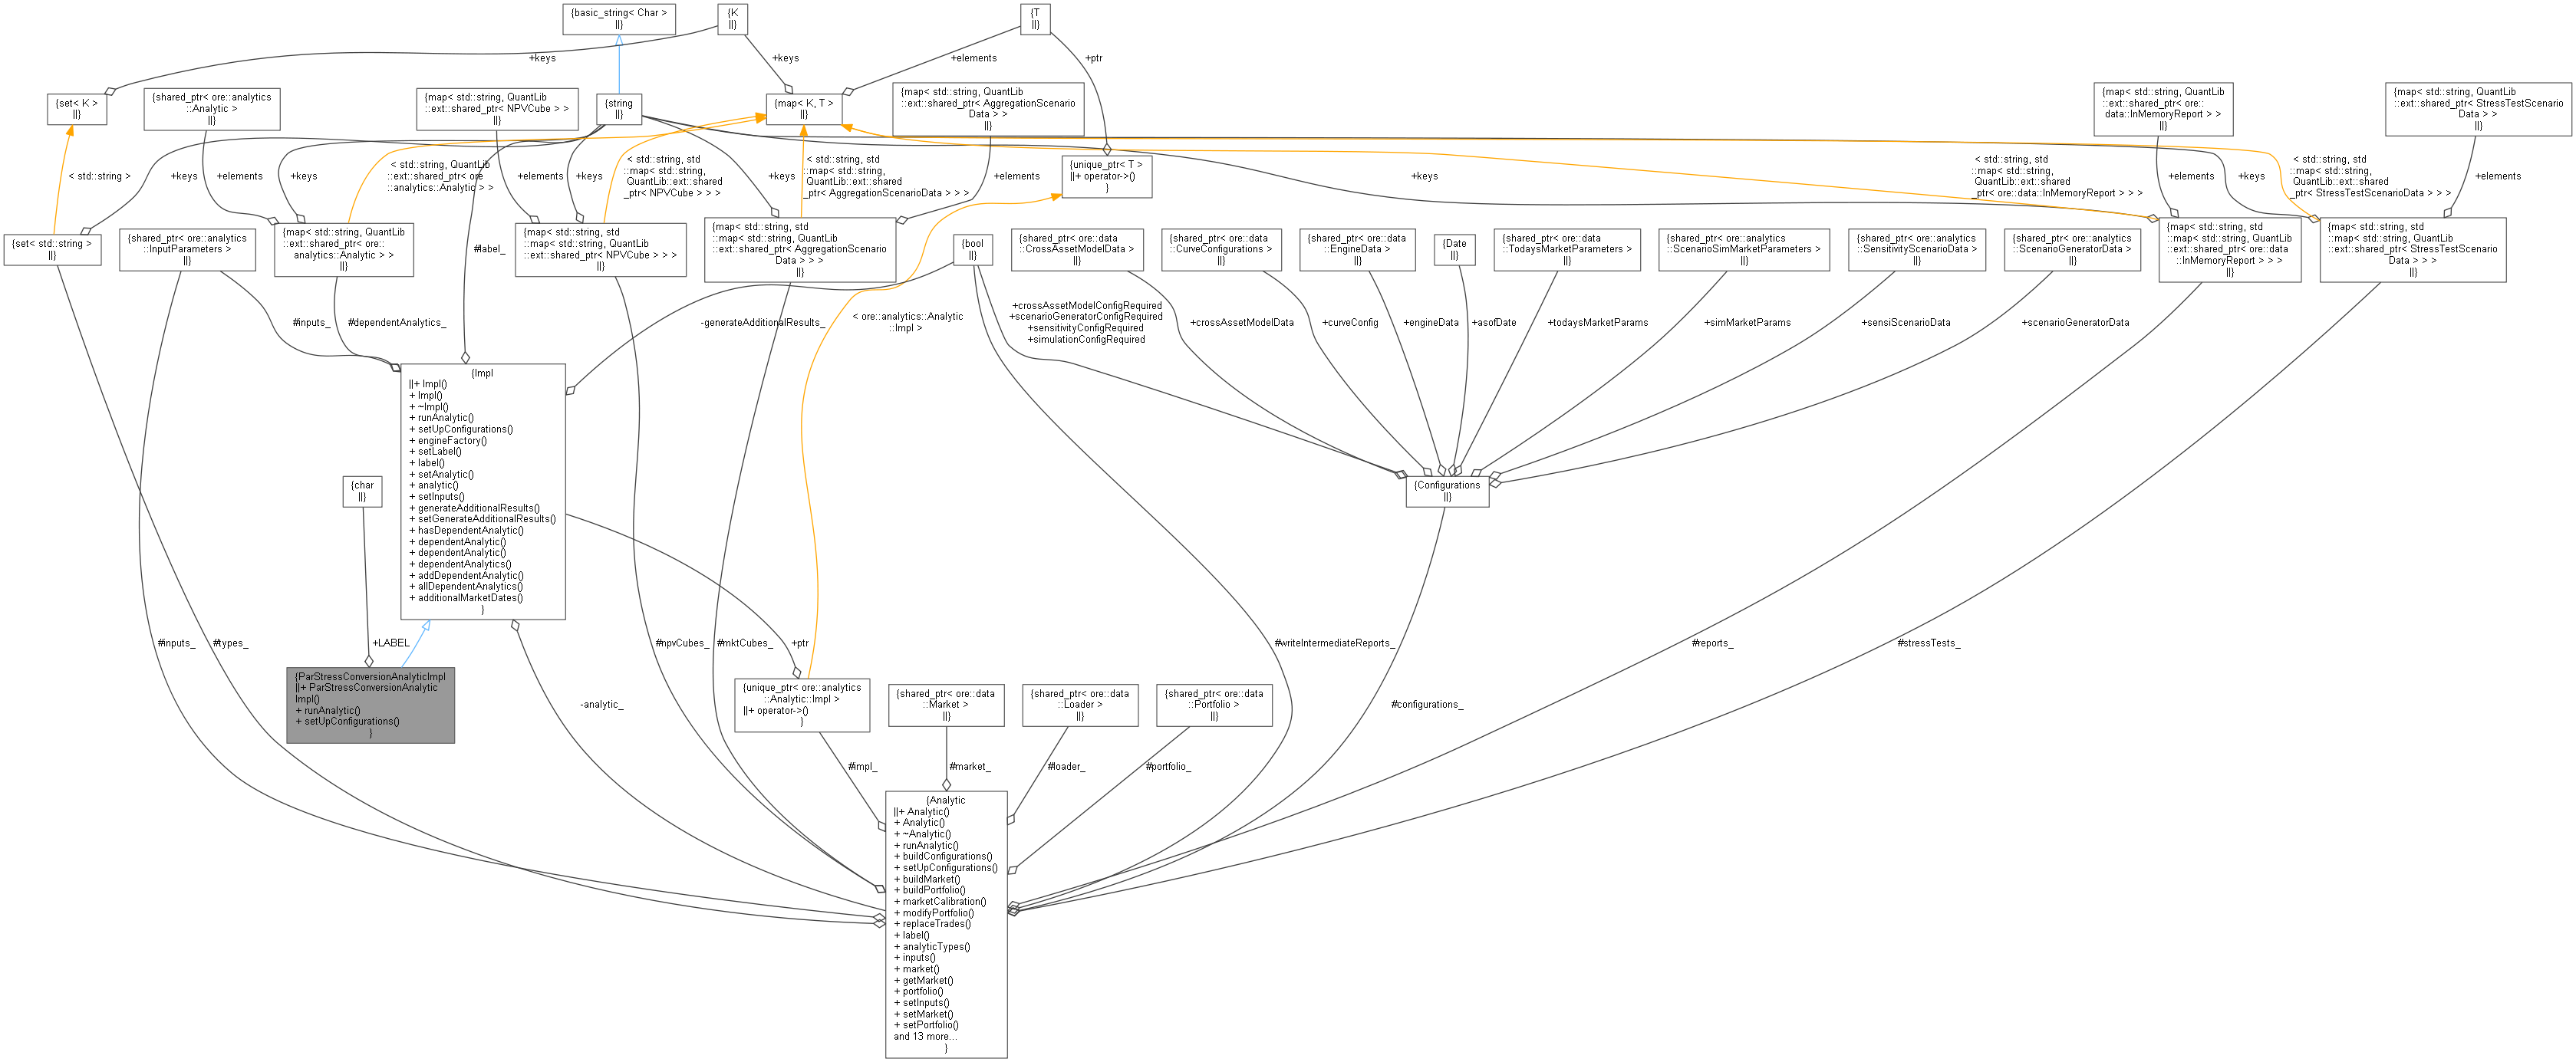 {basic_string< Char >
||}
{K
||}
{T
||}
+keys
+keys
+elements
+ptr
{set< K >
||}
{shared_ptr< ore::analytics
::Analytic >
||}
{map< std::string, QuantLib
::ext::shared_ptr< NPVCube > >
||}
{string
||}
{map< K, T >
||}
{map< std::string, QuantLib
::ext::shared_ptr< AggregationScenario
Data > >
||}
{map< std::string, QuantLib
::ext::shared_ptr< ore::
data::InMemoryReport > >
||}
{map< std::string, QuantLib
::ext::shared_ptr< StressTestScenario
Data > >
||}
{unique_ptr< T >
||+ operator->()
}
< std::string >
+keys
+elements
+keys
< std::string, QuantLib
::ext::shared_ptr< ore
::analytics::Analytic > >
+elements
+keys
< std::string, std
::map< std::string,
QuantLib::ext::shared
_ptr< NPVCube > > >
+keys
< std::string, std
::map< std::string,
QuantLib::ext::shared
_ptr< AggregationScenarioData > > >
+elements
+keys
< std::string, std
::map< std::string,
QuantLib::ext::shared
_ptr< ore::data::InMemoryReport > > >
+elements
+keys
< std::string, std
::map< std::string,
QuantLib::ext::shared
_ptr< StressTestScenarioData > > >
+elements
{set< std::string >
||}
{shared_ptr< ore::analytics
::InputParameters >
||}
{map< std::string, QuantLib
::ext::shared_ptr< ore::
analytics::Analytic > >
||}
#label_
{map< std::string, std
::map< std::string, QuantLib
::ext::shared_ptr< NPVCube > > >
||}
{map< std::string, std
::map< std::string, QuantLib
::ext::shared_ptr< AggregationScenario
Data > > >
||}
{bool
||}
{shared_ptr< ore::data
::CrossAssetModelData >
||}
{shared_ptr< ore::data
::CurveConfigurations >
||}
{shared_ptr< ore::data
::EngineData >
||}
{Date
||}
{shared_ptr< ore::data
::TodaysMarketParameters >
||}
{shared_ptr< ore::analytics
::ScenarioSimMarketParameters >
||}
{shared_ptr< ore::analytics
::SensitivityScenarioData >
||}
{shared_ptr< ore::analytics
::ScenarioGeneratorData >
||}
{map< std::string, std
::map< std::string, QuantLib
::ext::shared_ptr< ore::data
::InMemoryReport > > >
||}
{map< std::string, std
::map< std::string, QuantLib
::ext::shared_ptr< StressTestScenario
Data > > >
||}
#inputs_
#dependentAnalytics_
-generateAdditionalResults_
< ore::analytics::Analytic
::Impl >
+crossAssetModelConfigRequired
+scenarioGeneratorConfigRequired
+sensitivityConfigRequired
+simulationConfigRequired
+crossAssetModelData
+curveConfig
+engineData
+asofDate
+todaysMarketParams
+simMarketParams
+sensiScenarioData
+scenarioGeneratorData
{Impl
||+ Impl()
+ Impl()
+ ~Impl()
+ runAnalytic()
+ setUpConfigurations()
+ engineFactory()
+ setLabel()
+ label()
+ setAnalytic()
+ analytic()
+ setInputs()
+ generateAdditionalResults()
+ setGenerateAdditionalResults()
+ hasDependentAnalytic()
+ dependentAnalytic()
+ dependentAnalytic()
+ dependentAnalytics()
+ addDependentAnalytic()
+ allDependentAnalytics()
+ additionalMarketDates()
}
{char
||}
{Configurations
||}
#inputs_
#types_
+LABEL
#npvCubes_
#mktCubes_
+ptr
#writeIntermediateReports_
#reports_
#stressTests_
{ParStressConversionAnalyticImpl
||+ ParStressConversionAnalytic
Impl()
+ runAnalytic()
+ setUpConfigurations()
}
-analytic_
{unique_ptr< ore::analytics
::Analytic::Impl >
||+ operator->()
}
{shared_ptr< ore::data
::Market >
||}
{shared_ptr< ore::data
::Loader >
||}
{shared_ptr< ore::data
::Portfolio >
||}
#configurations_
#impl_
#market_
#loader_
#portfolio_
{Analytic
||+ Analytic()
+ Analytic()
+ ~Analytic()
+ runAnalytic()
+ buildConfigurations()
+ setUpConfigurations()
+ buildMarket()
+ buildPortfolio()
+ marketCalibration()
+ modifyPortfolio()
+ replaceTrades()
+ label()
+ analyticTypes()
+ inputs()
+ market()
+ getMarket()
+ portfolio()
+ setInputs()
+ setMarket()
+ setPortfolio()
and 13 more...
}